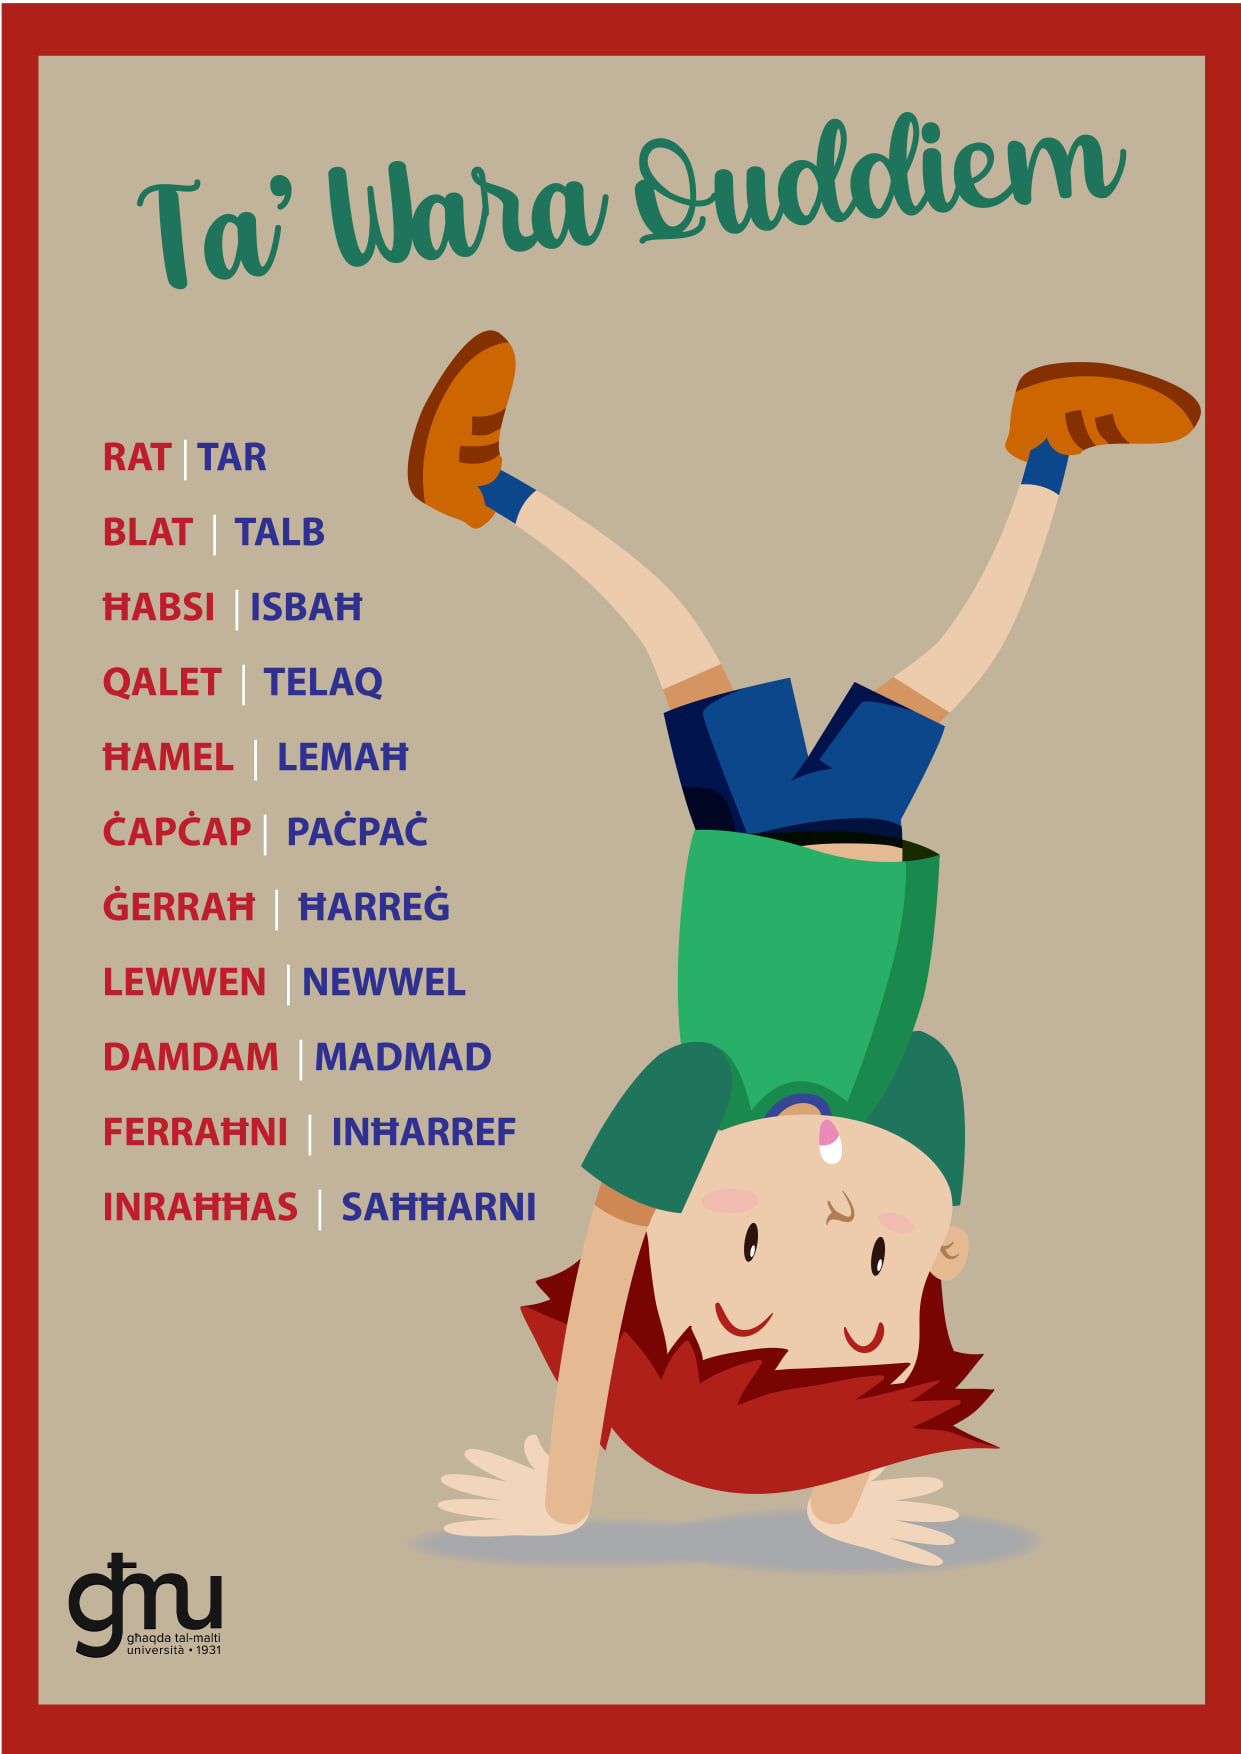 Ta' Wara Quddiem
RAT | TAR
BLAT | TALB
ĦABSI | ISBAĦ
QALET | TELAQ
ĦAMEL | LEMAĦ
ĊAPĊAP | PAĊPAĊ
ĠERRAĦ | ĦARREĠ
LEWWEN | NEWWEL
DAMDAM | MADMAD
FERRAĦNI | INĦARREF
INRAĦĦAS | SAĦĦARNI
għmu
għaqda tal-malti
università • 1931